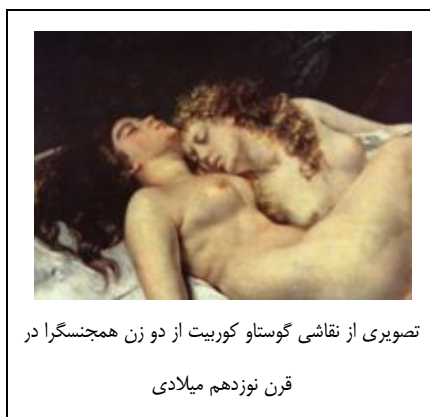 تصویری از نقاشی گوستاو کوربیت از دو زن همجنسگرا در
قرن نوزدهم میلادی